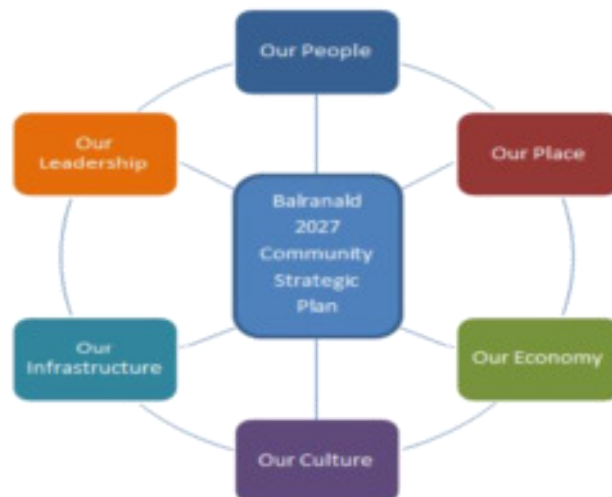 Our People
Our
Leadership
Our Place
Balranald
2027
Community
Strategic
Plan
Our
Infrastructure
Our Economy
Our Culture